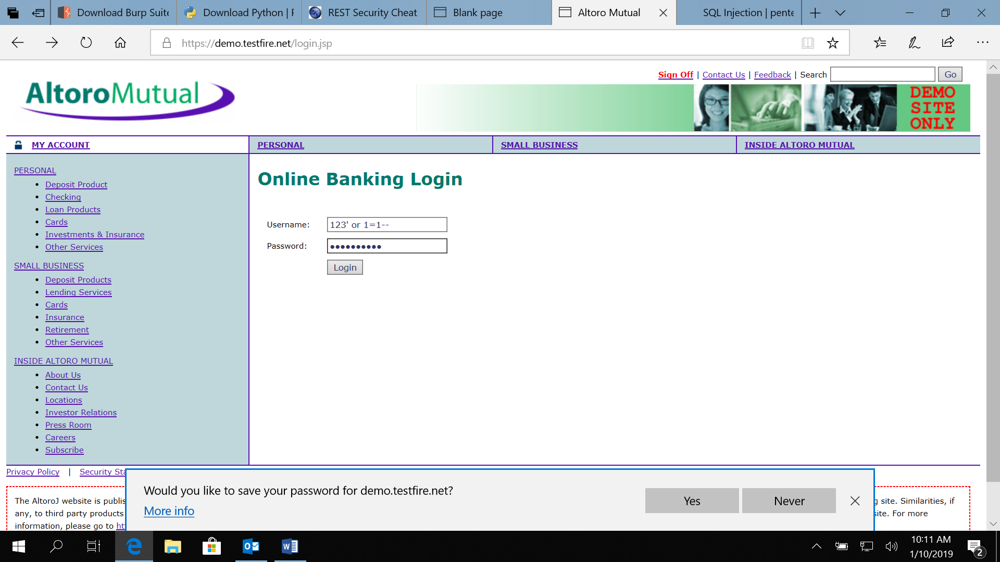 Download Burp Suite
Download Python | F
REST Security Cheat
Blank page
Altoro Mutual
SQL Injection | pente
https://demo.testfire.net/login.jsp
Sign Off | Contact Us | Feedback | Search Go
AltoroMutual
DEMO
SITE
ONLY
MY ACCOUNT
PERSONAL
SMALL BUSINESS
INSIDE ALTORO MUTUAL
PERSONAL
• Deposit Product
• Checking
• Loan Products
• Cards
• Investments & Insurance
• Other Services
SMALL BUSINESS
• Deposit Products
• Lending Services
• Cards
• Insurance
• Retirement
• Other Services
INSIDE ALTORO MUTUAL
• About Us
• Contact Us
• Locations
• Investor Relations
• Press Room
• Careers
• Subscribe
Online Banking Login
Username: 123' or 1=1--
Password: ••••••••••
Login
Privacy Policy | Security Sta
The AltoroJ website is publis
any, to third party products
information, please go to ht
g site. Similarities, if
site. For more
Would you like to save your password for demo.testfire.net?
More info
Yes
Never
10:11 AM
1/10/2019
2